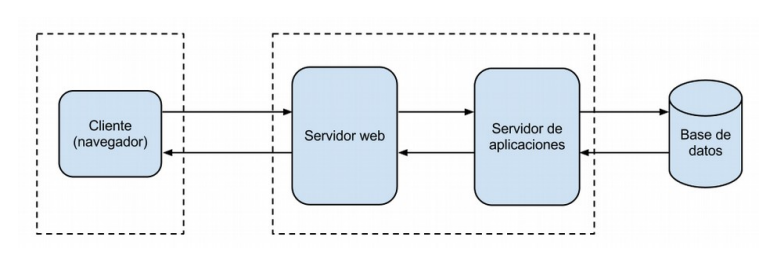 Cliente
(navegador)
Servidor web
Servidor de
aplicaciones
Base de
datos